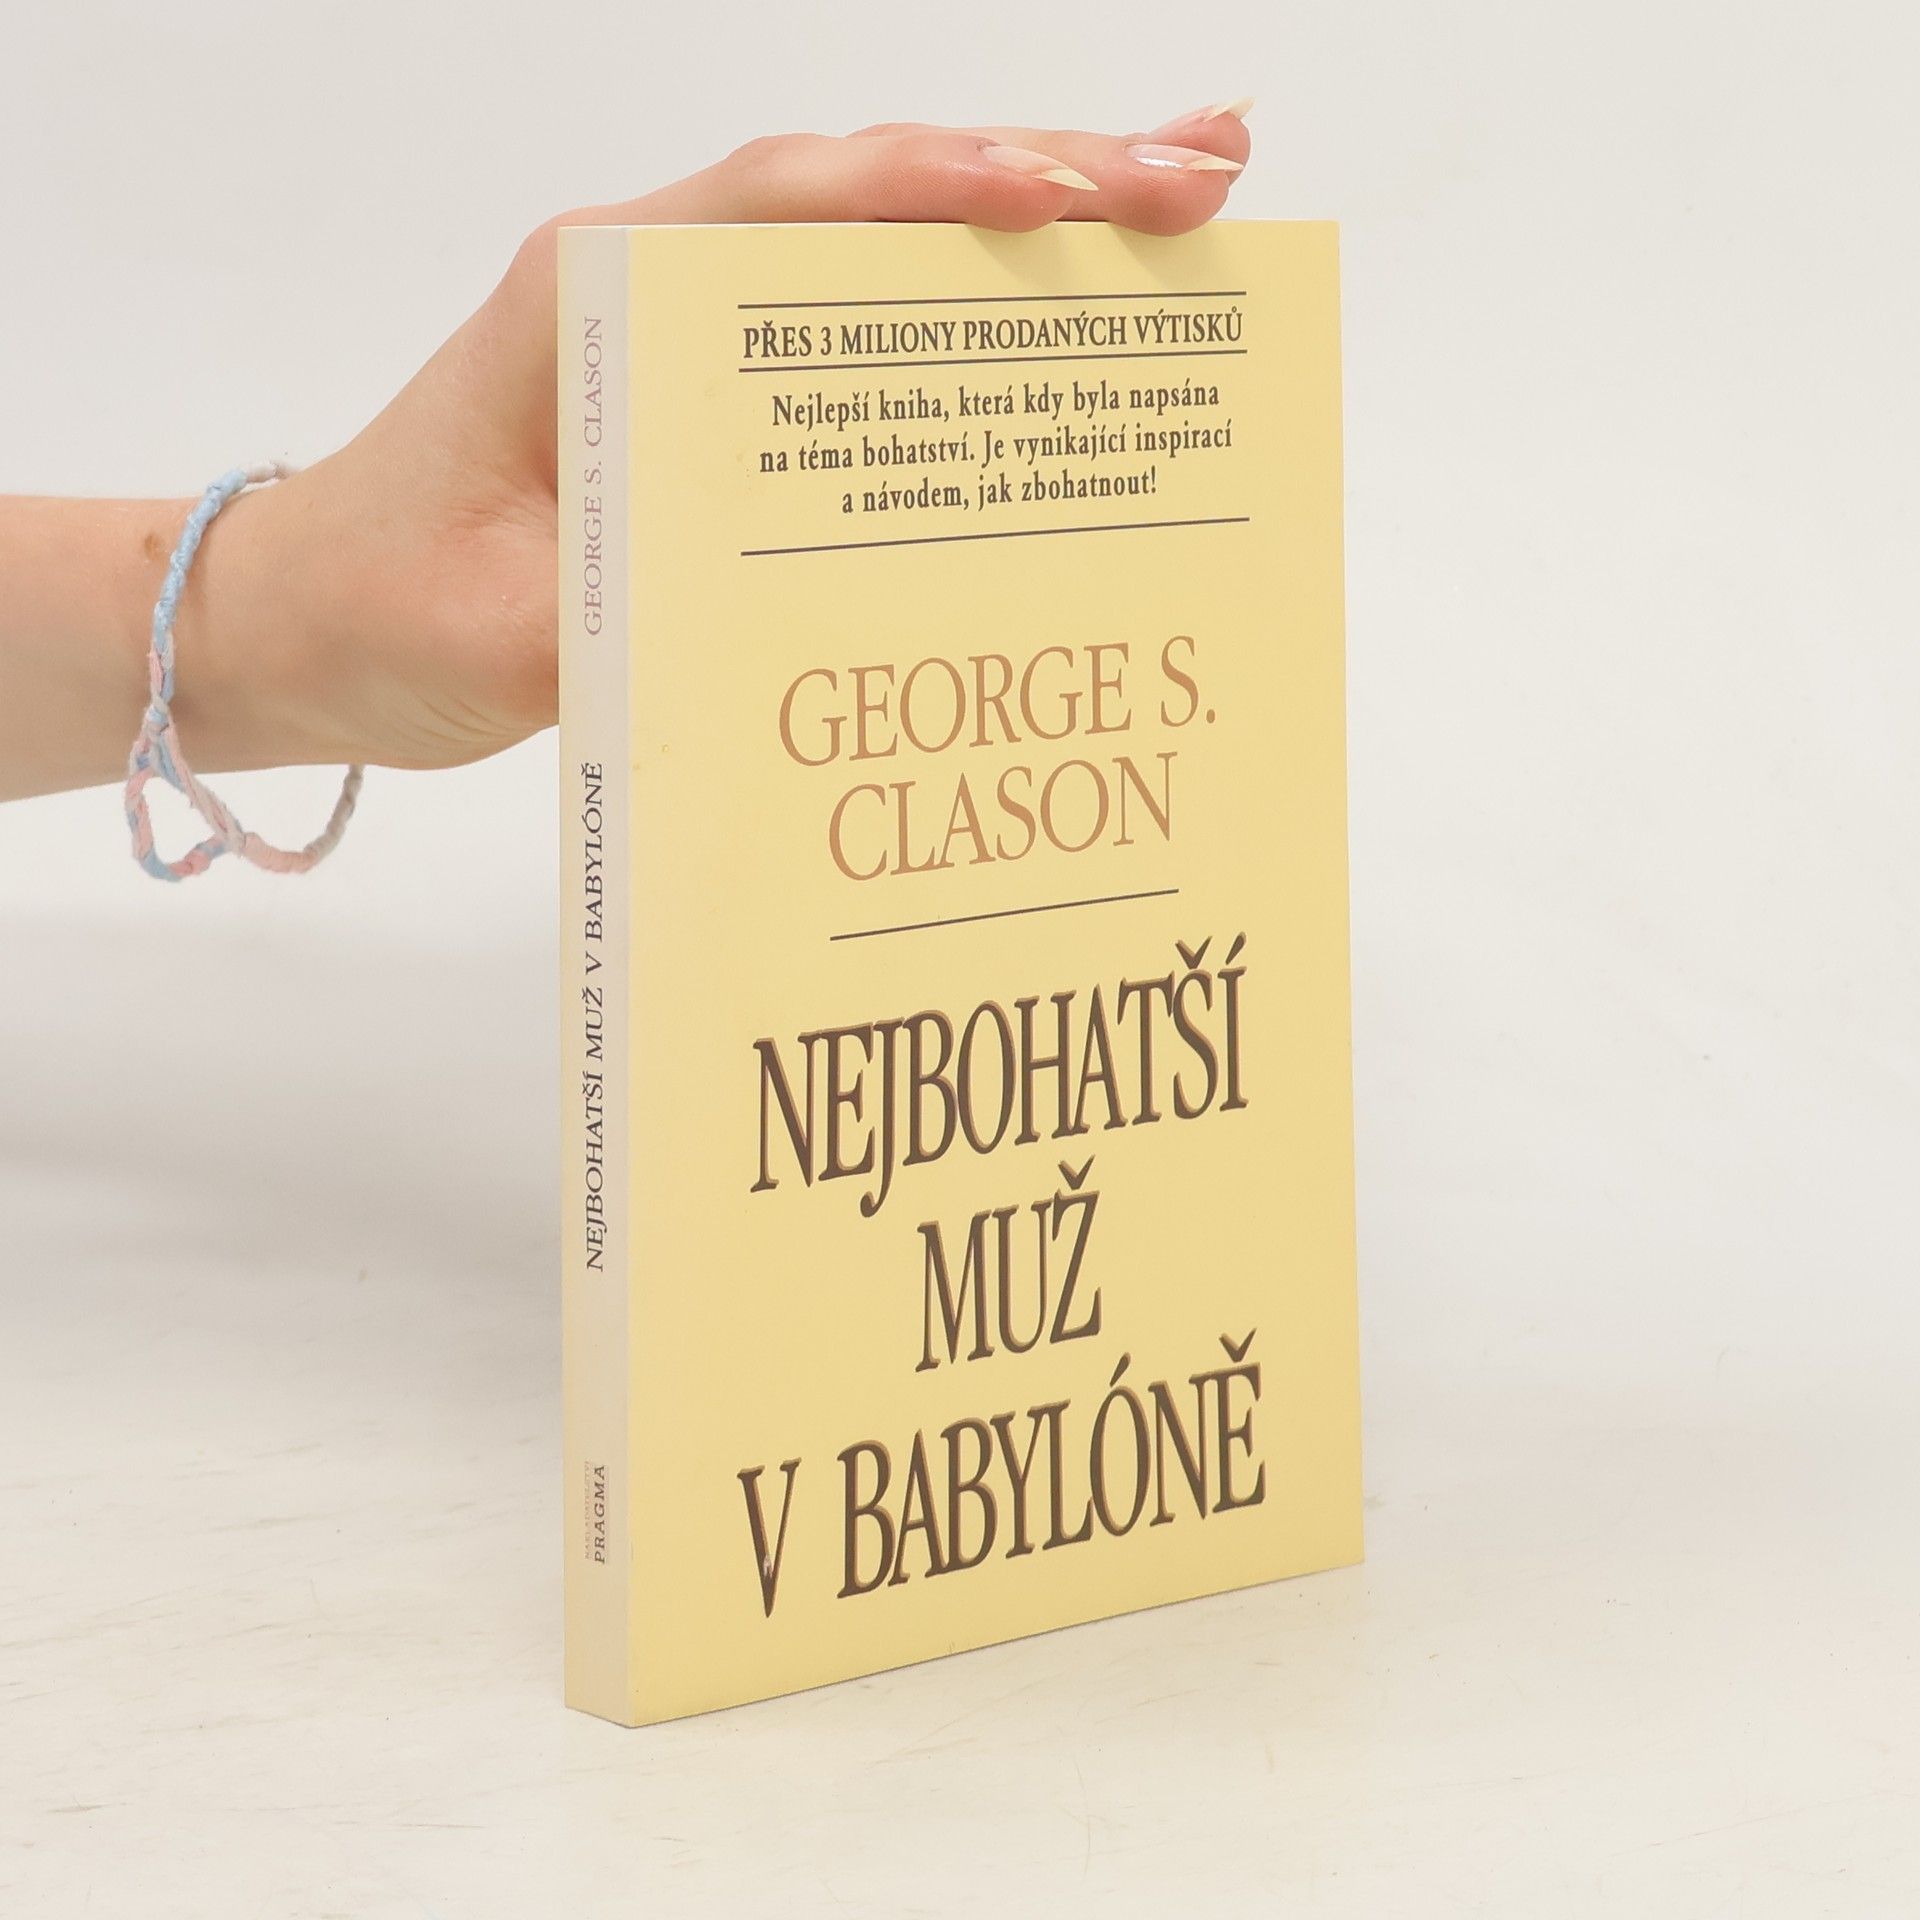 PŘES 3 MILIONY PRODANÝCH VÝTISKŮ
Nejlepší kniha, která kdy byla napsána
na téma bohatství. Je vynikající inspirací
a návodem, jak zbohatnout!
GEORGE S.
CLASON
NEJBOHATŠÍ
MUŽ
V BABYLÓNĚ
GEORGE S. CLASON
NEJBOHATŠÍ MUŽ V BABYLÓNĚ
NAKLADATELSTVÍ
PRAGMA